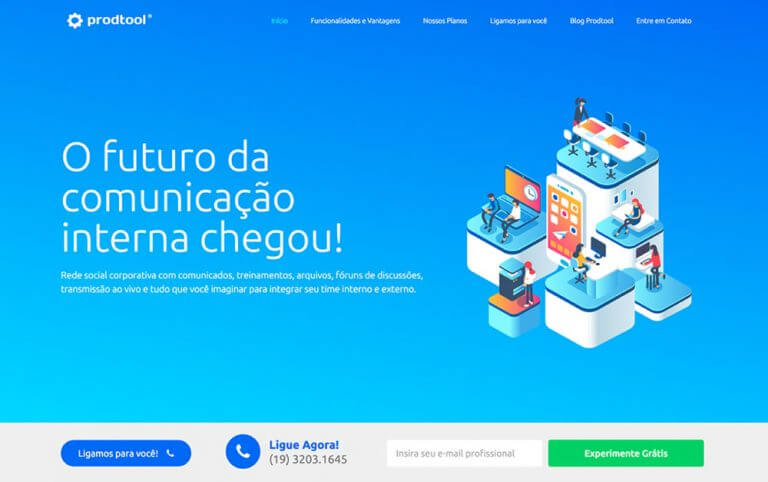 prodtool®
Início Funcionalidades e Vantagens Nossos Planos Ligamos para você Blog Prodtool Entre em Contato
O futuro da
comunicação
interna chegou!
Rede social corporativa com comunicados, treinamentos, arquivos, fóruns de discussões,
transmissão ao vivo e tudo que você imaginar para integrar seu time interno e externo.
Ligamos para você!
Ligue Agora!
(19) 3203.1645
Insira seu e-mail profissional
Experimente Grátis